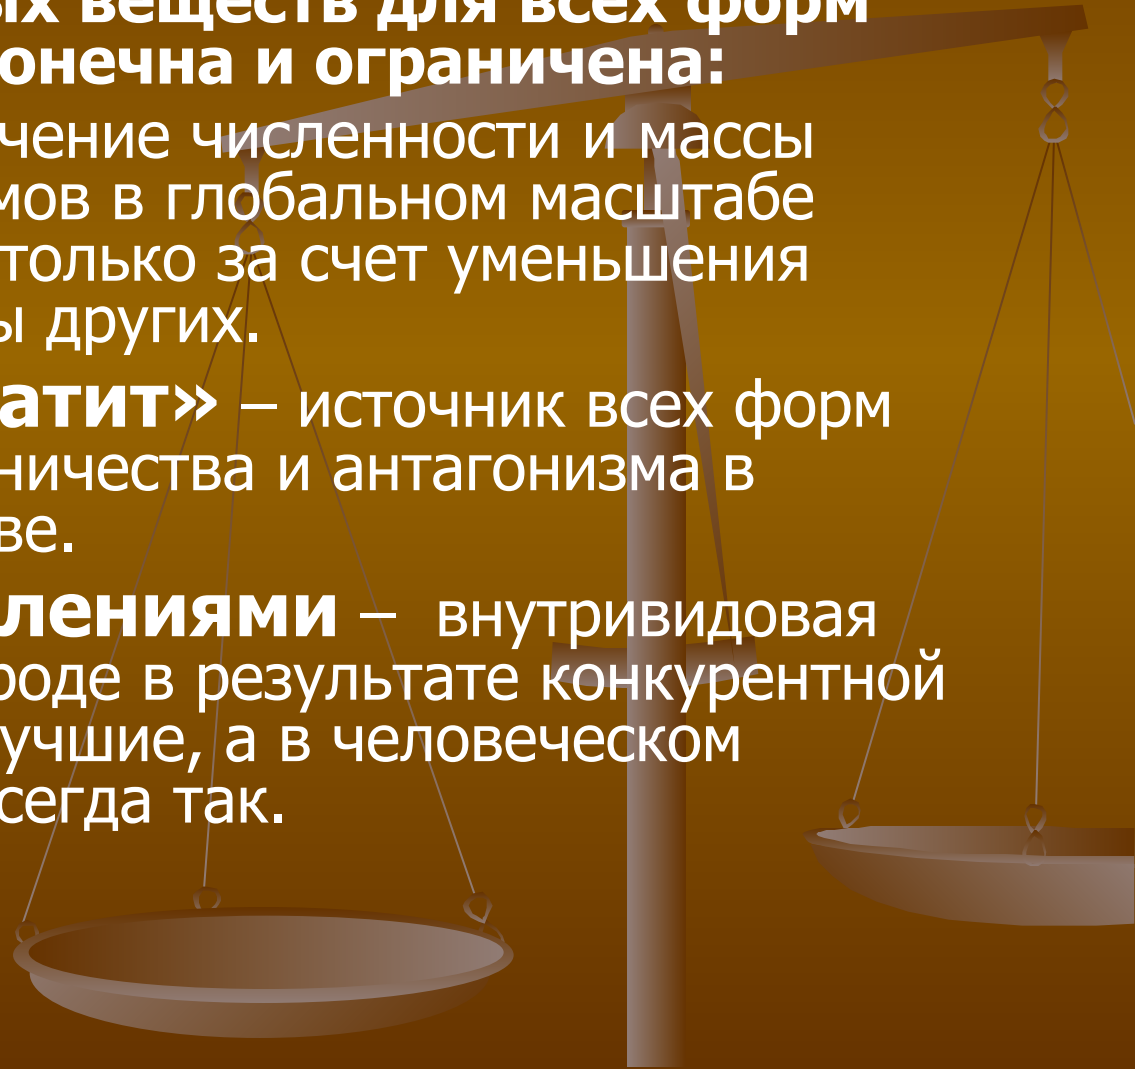 ых веществ для всех форм
онечна и ограничена:
чение численности и массы
мов в глобальном масштабе
только за счет уменьшения
ы других.
атит» – источник всех форм
ничества и антагонизма в
ве.
лениями – внутривидовая
роде в результате конкурентной
учшие, а в человеческом
сегда так.